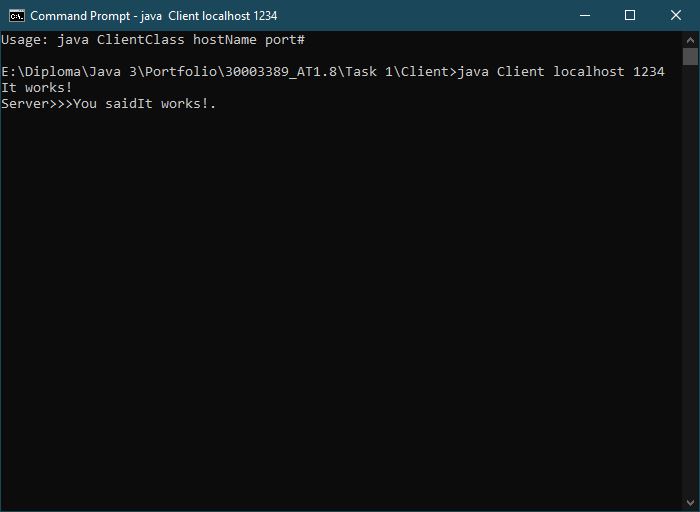 Command Prompt - java  Client localhost 1234
Usage: java ClientClass hostName port#
E:\Diploma\Java 3\Portfolio\30003389_AT1.8\Task 1\Client>java Client localhost 1234
It works!
Server>>>You saidIt works!.